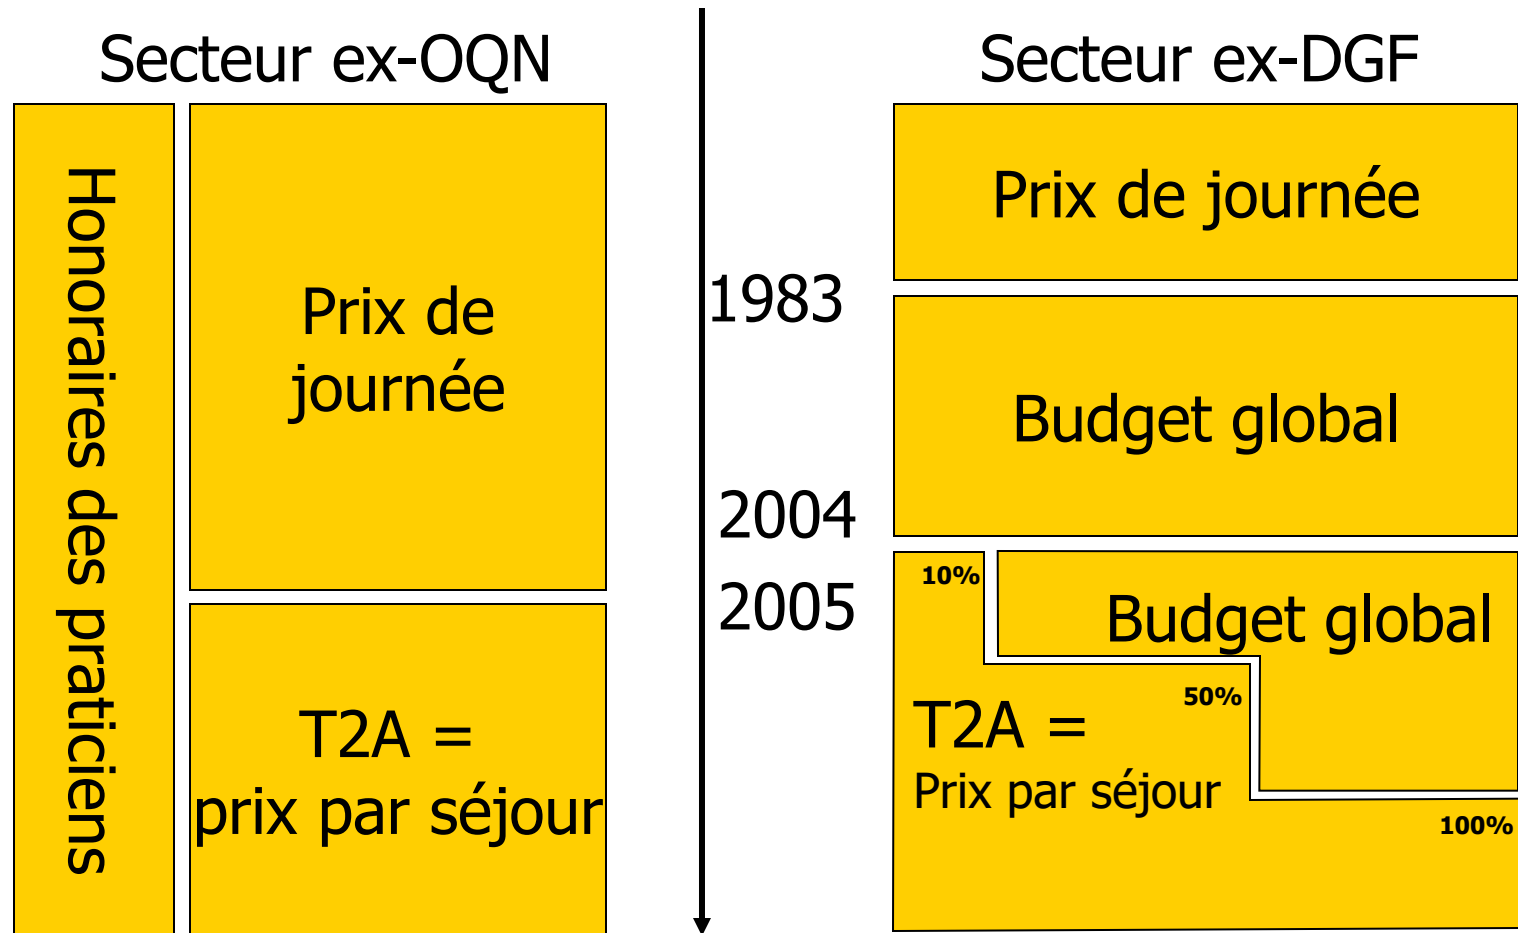 Secteur ex-OQN
Honoraires des praticiens
Prix de
journée
T2A =
prix par séjour
1983
2004
2005
Secteur ex-DGF
Prix de journée
Budget global
10%
Budget global
50%
T2A =
Prix par séjour
100%